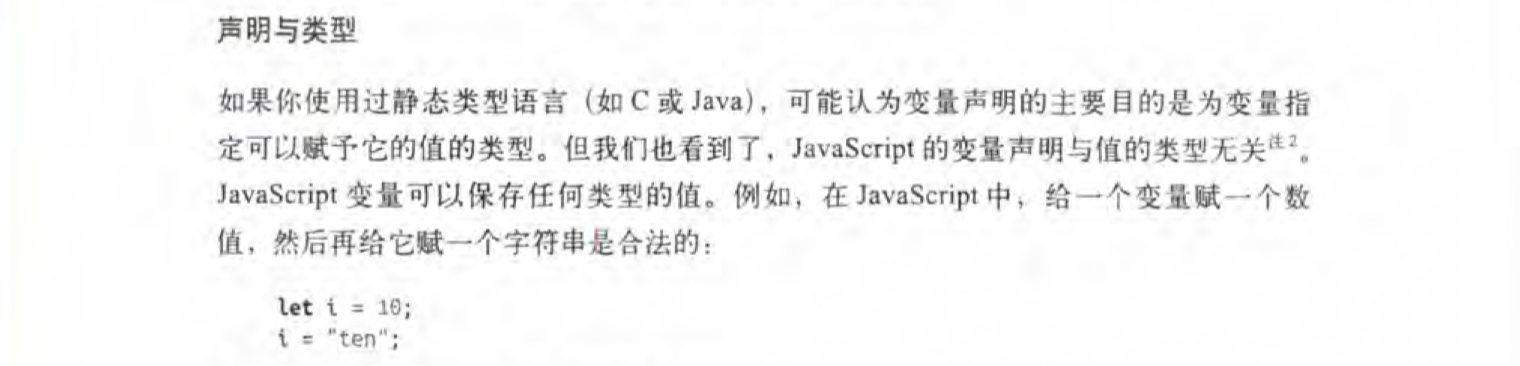 声明与类型
如果你使用过静态类型语言（如 C 或 Java），可能认为变量声明的主要目的是为变量指
定可以赋予它的值的类型。但我们也看到了，JavaScript 的变量声明与值的类型无关注2。
JavaScript 变量可以保存任何类型的值。例如，在 JavaScript 中，给一个变量赋一个数
值，然后再给它赋一个字符串是合法的：
let i = 10;
i = "ten";